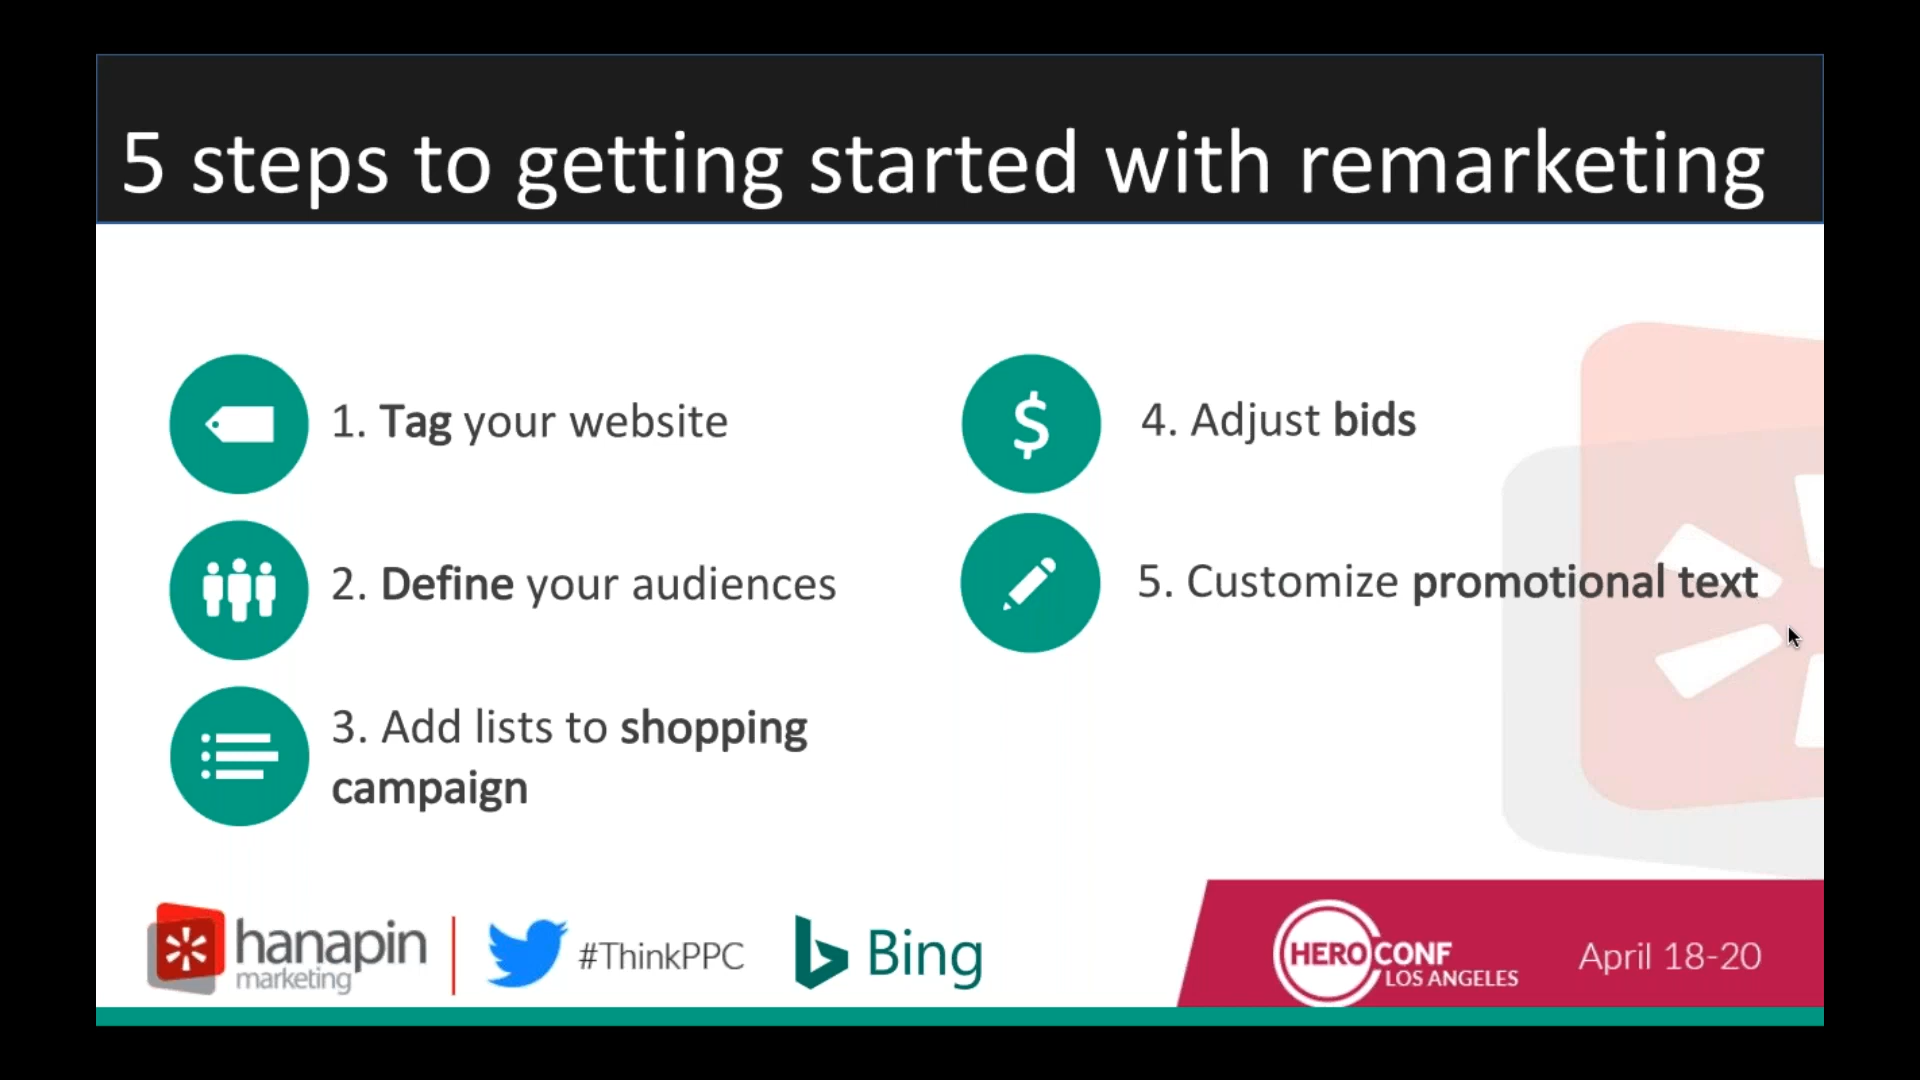 5 steps to getting started with remarketing
1. Tag your website
2. Define your audiences
3. Add lists to shopping
campaign
$
4. Adjust bids
5. Customize promotional text
hanapin
marketing
#ThinkPPC
Bing
HERO CONF
LOS ANGELES
April 18-20